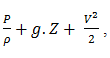 P/ρ + g.Z + V²/2 ,